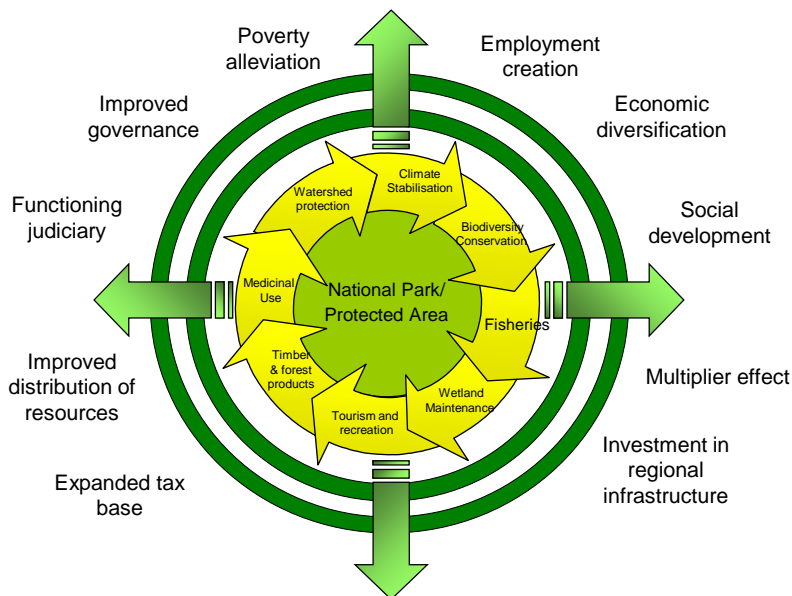 Poverty
alleviation
Employment
creation
Improved
governance
Economic
diversification
Functioning
judiciary
Social
development
Improved
distribution of
resources
Multiplier effect
Expanded tax
base
Investment in
regional
infrastructure
Climate
Stabilisation
Biodiversity
Conservation
Fisheries
Wetland
Maintenance
Tourism and
recreation
Timber
& forest
products
Medicinal
Use
Watershed
protection
National Park/
Protected Area